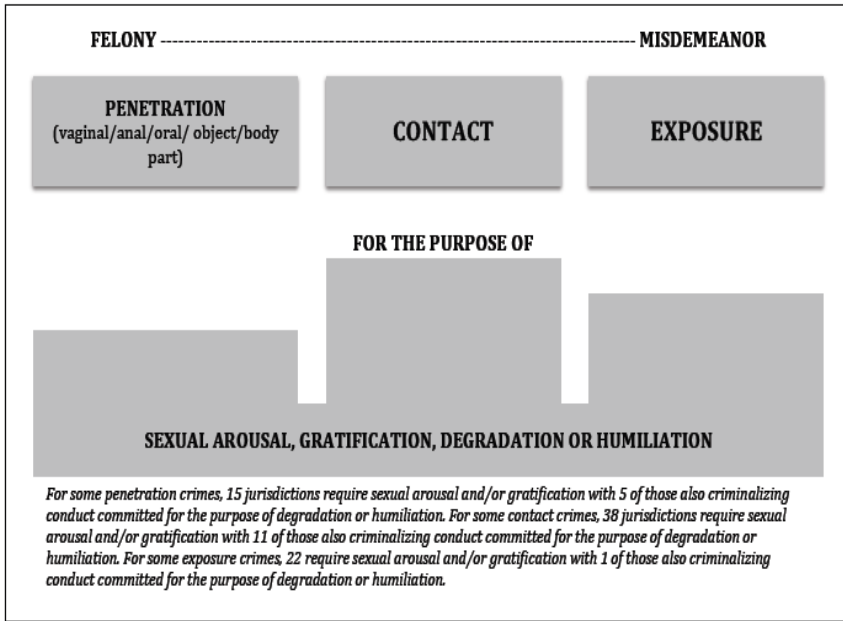 FELONY ------------------------------------------------------------------------------- MISDEMEANOR
PENETRATION
(vaginal/anal/oral/ object/body
part)
CONTACT
EXPOSURE
FOR THE PURPOSE OF
SEXUAL AROUSAL, GRATIFICATION, DEGRADATION OR HUMILIATION
For some penetration crimes, 15 jurisdictions require sexual arousal and/or gratification with 5 of those also criminalizing
conduct committed for the purpose of degradation or humiliation. For some contact crimes, 38 jurisdictions require sexual
arousal and/or gratification with 11 of those also criminalizing conduct committed for the purpose of degradation or
humiliation. For some exposure crimes, 22 require sexual arousal and/or gratification with 1 of those also criminalizing
conduct committed for the purpose of degradation or humiliation.